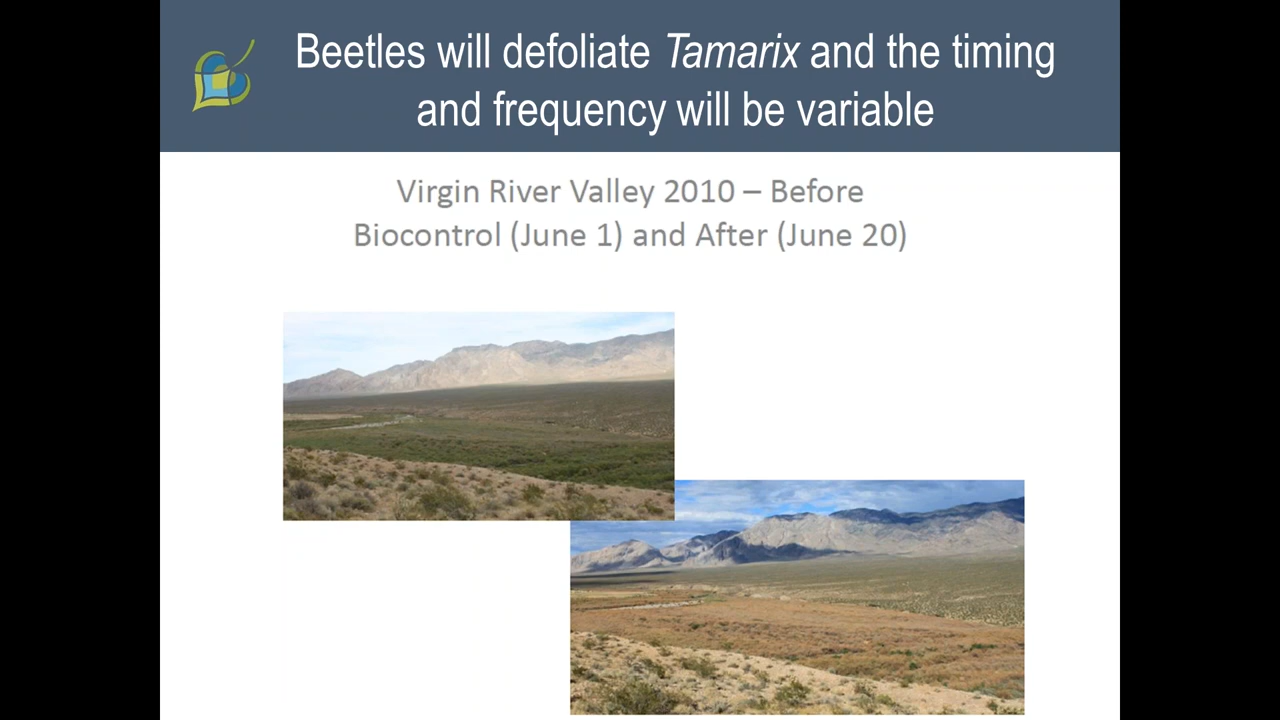 Beetles will defoliate Tamarix and the timing
and frequency will be variable
Virgin River Valley 2010 – Before
Biocontrol (June 1) and After (June 20)